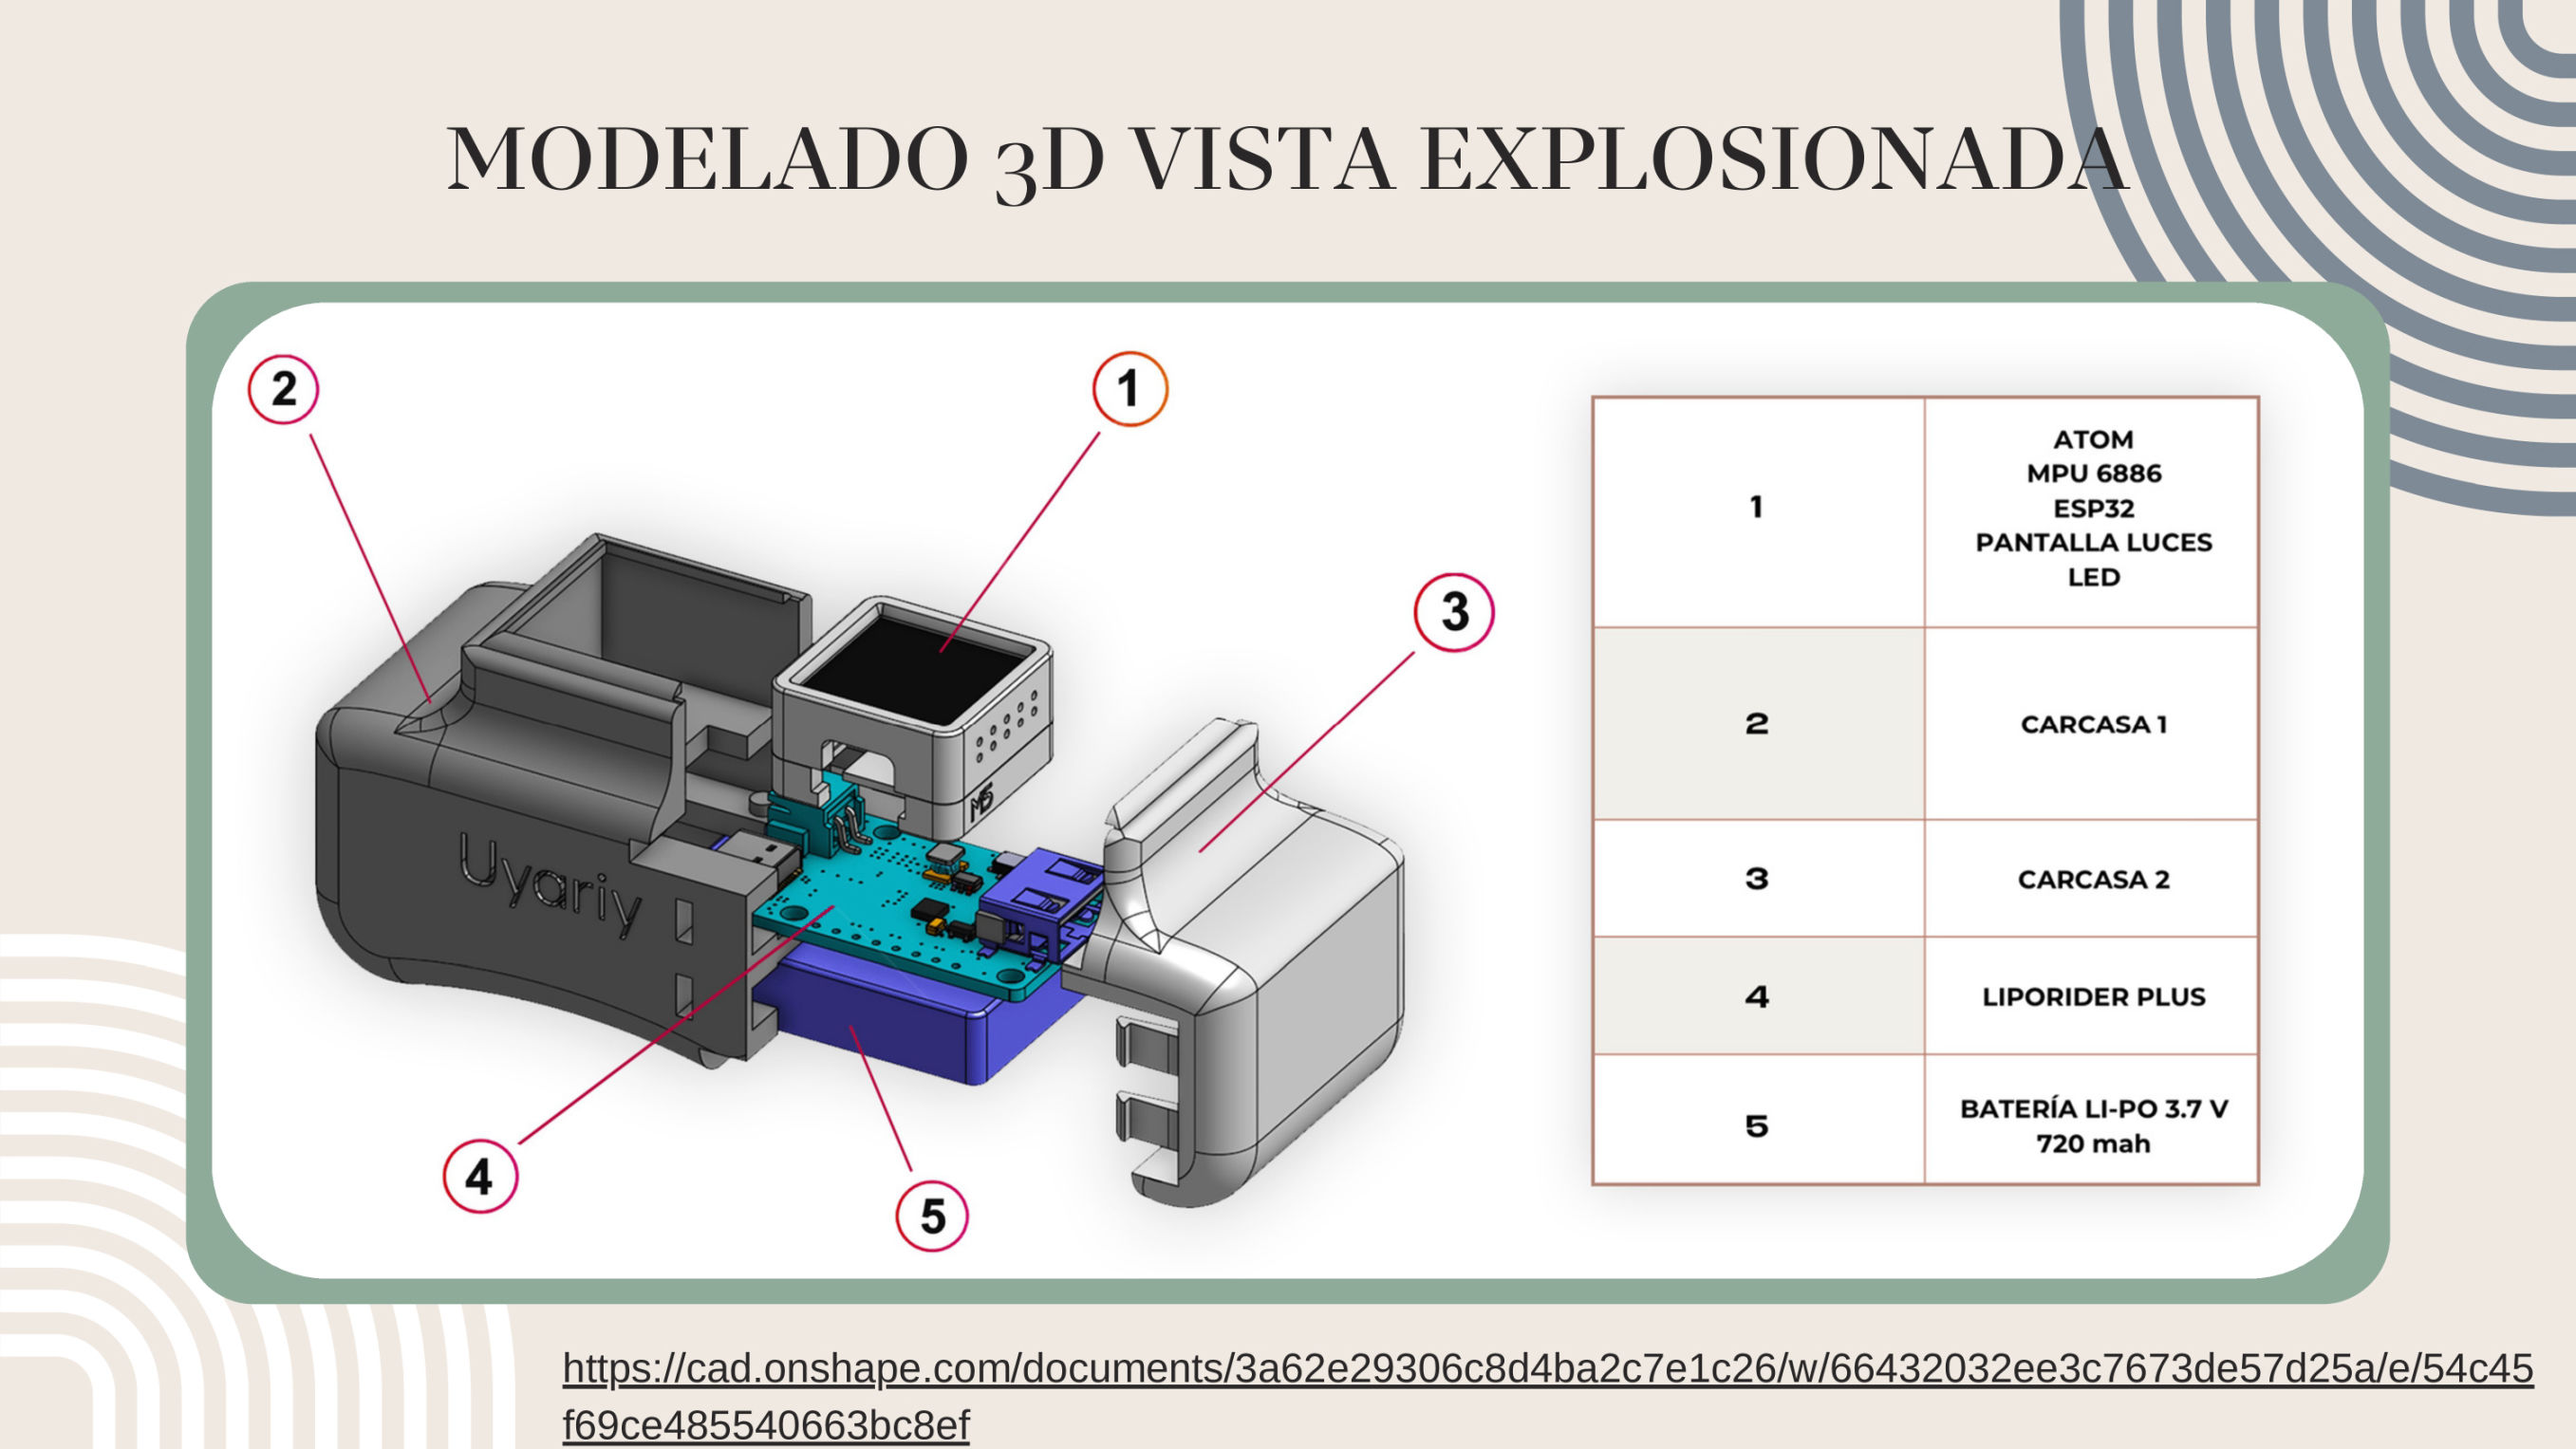 MODELADO 3D VISTA EXPLOSIONADA
2
1
3
Uyariy
M5
4
5
1
ATOM
MPU 6886
ESP32
PANTALLA LUCES
LED
2
CARCASA 1
3
CARCASA 2
4
LIPORIDER PLUS
5
BATERÍA LI-PO 3.7 V
720 mah
https://cad.onshape.com/documents/3a62e29306c8d4ba2c7e1c26/w/66432032ee3c7673de57d25a/e/54c45
f69ce485540663bc8ef